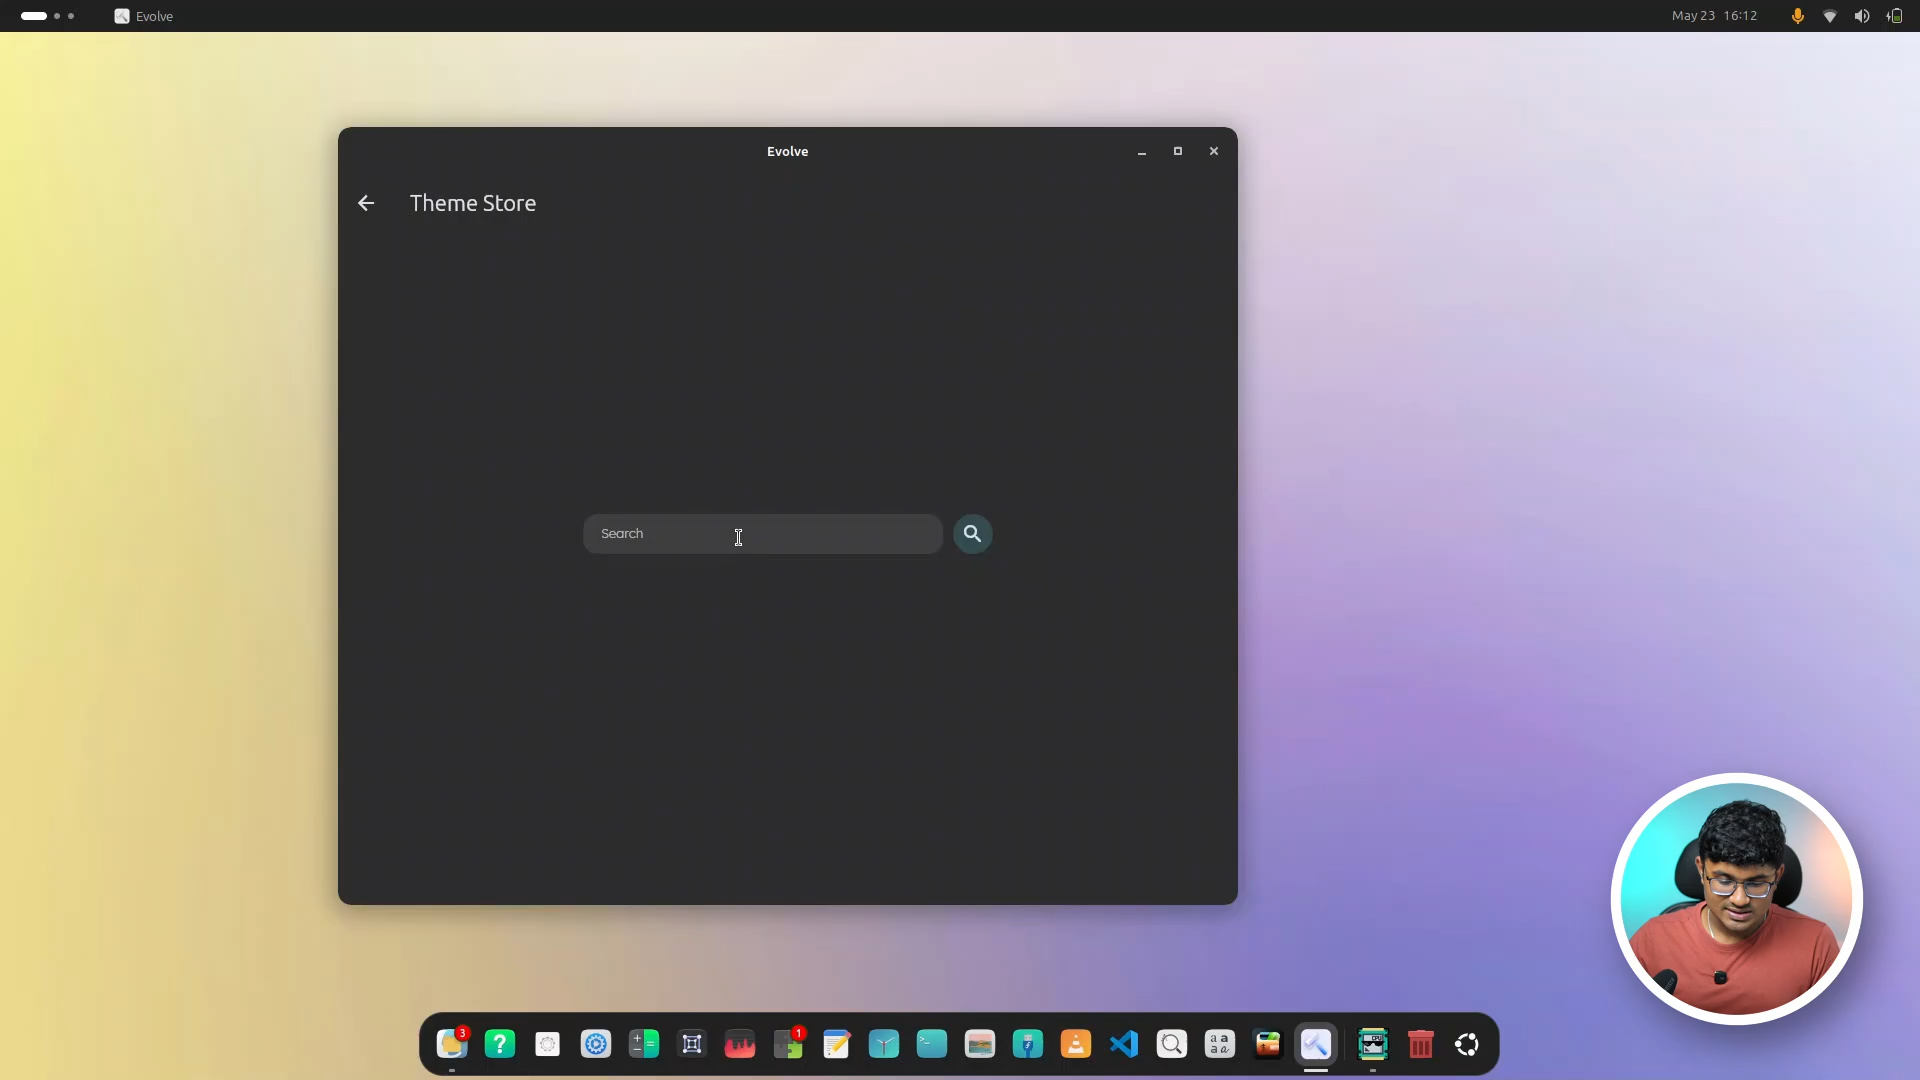 Evolve
May 23 16:12
Evolve
Theme Store
Search
3
?
1
a a
a a